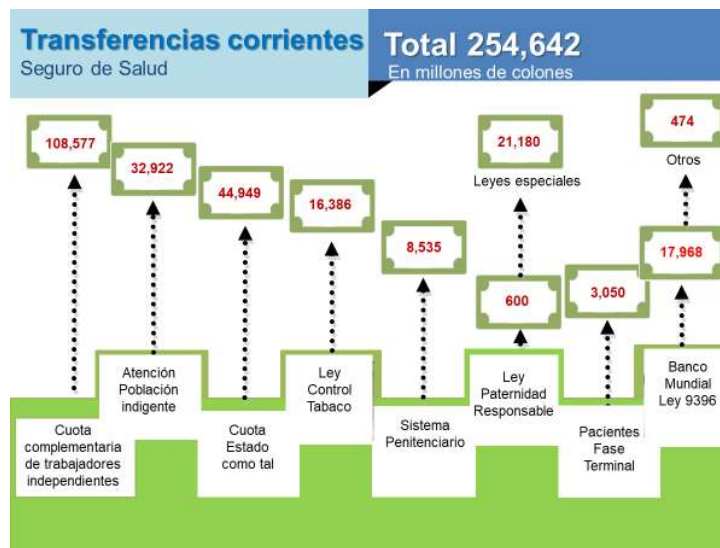 Transferencias corrientes
Seguro de Salud
Total 254,642
En millones de colones
108,577
32,922
44,949
16,386
8,535
21,180
Leyes especiales
600
3,050
474
Otros
17,968
Cuota
complementaria
de trabajadores
independientes
Atención
Población
indigente
Cuota
Estado
como tal
Ley
Control
Tabaco
Sistema
Penitenciario
Ley
Paternidad
Responsable
Pacientes
Fase
Terminal
Banco
Mundial
Ley 9396